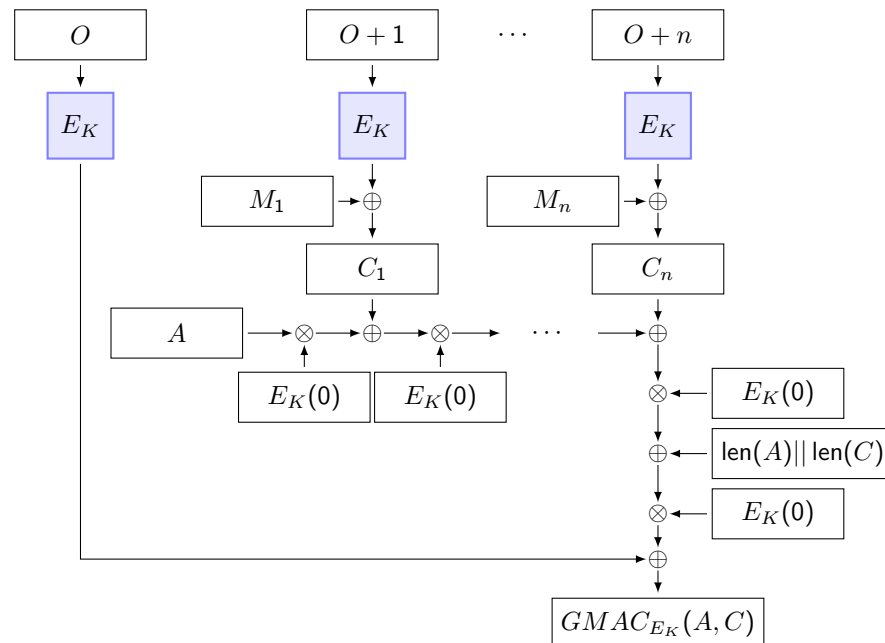 O O + 1 ⋯ O + n
E_K E_K E_K
M_1 ⊕ M_n ⊕
C_1 C_n
A ⊗ ⊕ ⊗ ⋯ ⊕
E_K(0) E_K(0)
⊗ E_K(0)
⊕ len(A)|| len(C)
⊗ E_K(0)
⊕
GMAC_{E_K}(A, C)